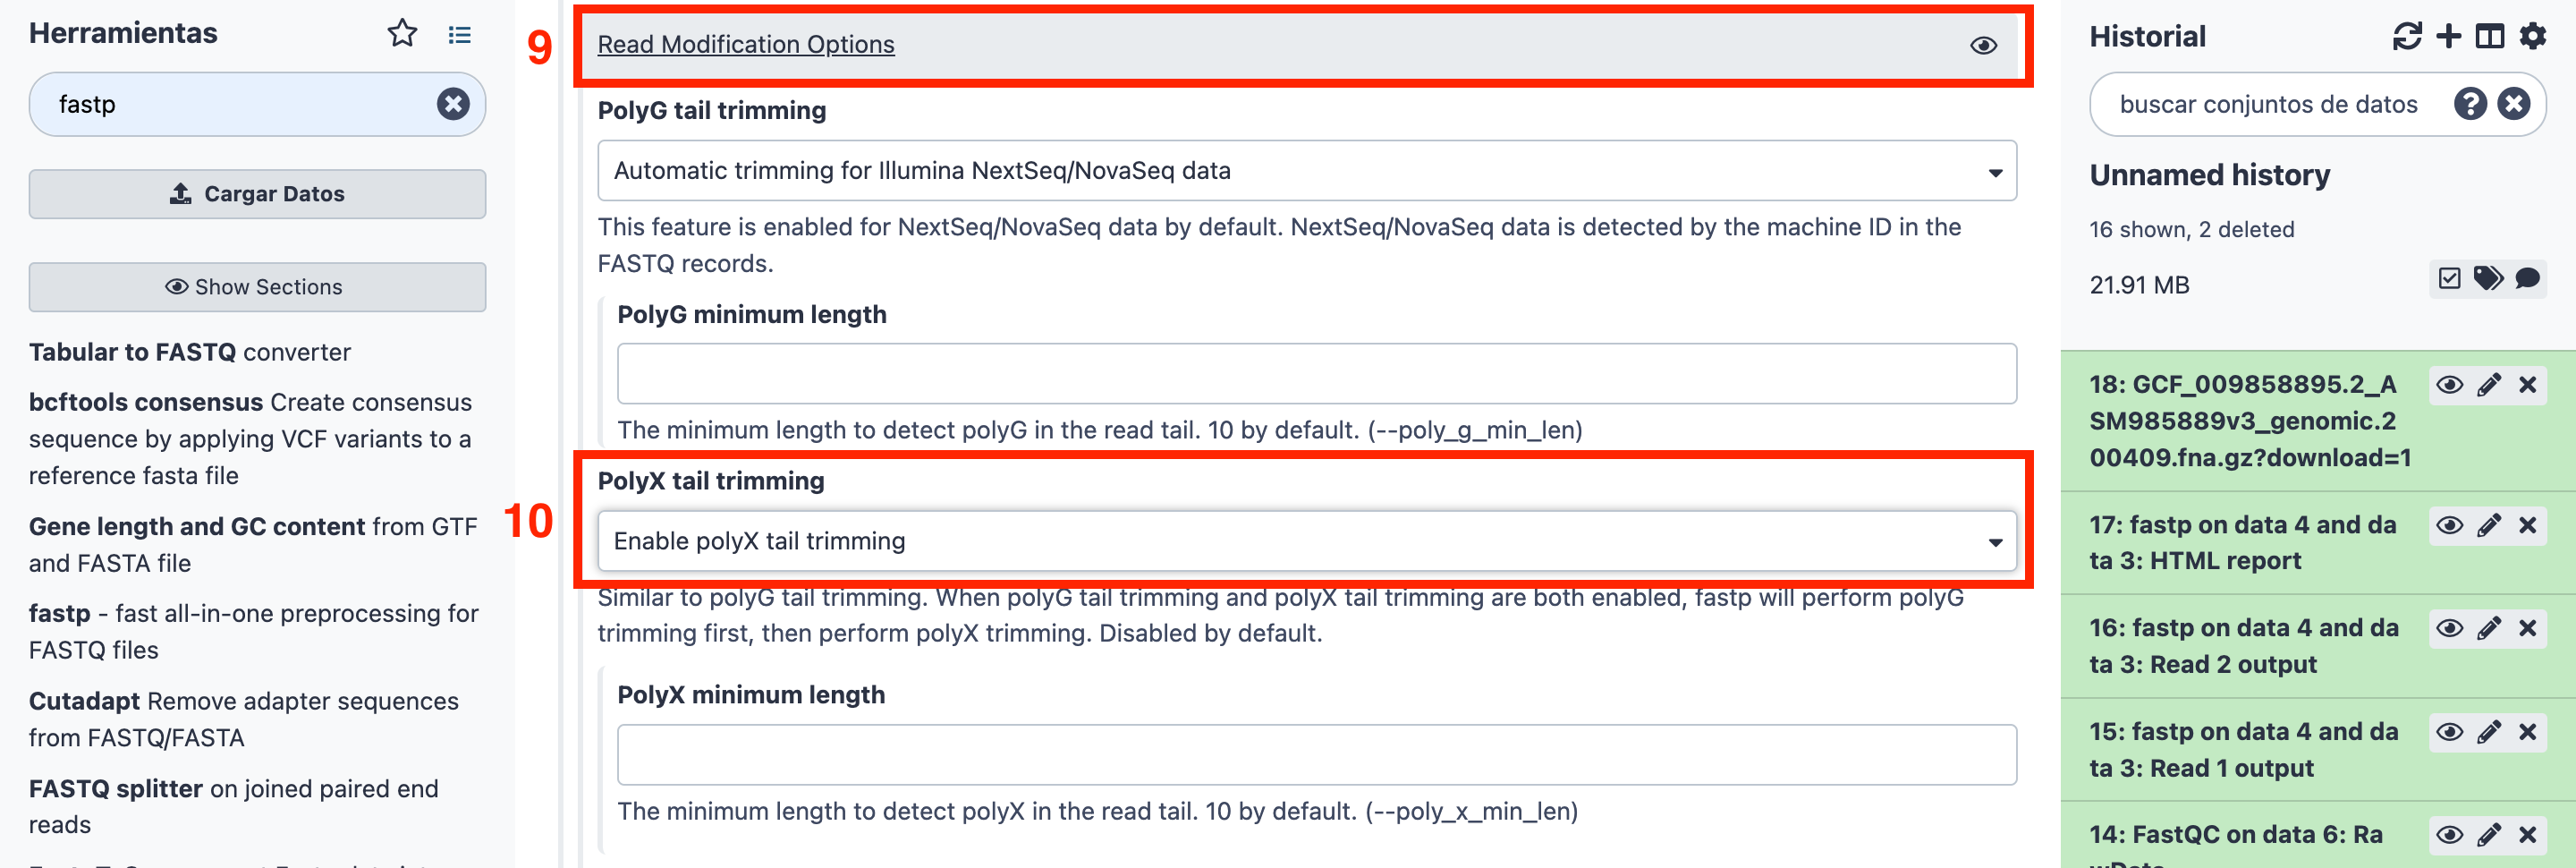 Herramientas
fastp
Cargar Datos
Show Sections
Tabular to FASTQ converter
bcftools consensus Create consensus
sequence by applying VCF variants to a
reference fasta file
Gene length and GC content from GTF
and FASTA file
fastp - fast all-in-one preprocessing for
FASTQ files
Cutadapt Remove adapter sequences
from FASTQ/FASTA
FASTQ splitter on joined paired end
reads
9
Read Modification Options
PolyG tail trimming
Automatic trimming for Illumina NextSeq/NovaSeq data
This feature is enabled for NextSeq/NovaSeq data by default. NextSeq/NovaSeq data is detected by the machine ID in the
FASTQ records.
PolyG minimum length
The minimum length to detect polyG in the read tail. 10 by default. (--poly_g_min_len)
10
PolyX tail trimming
Enable polyX tail trimming
Similar to polyG tail trimming. When polyG tail trimming and polyX tail trimming are both enabled, fastp will perform polyG
trimming first, then perform polyX trimming. Disabled by default.
PolyX minimum length
The minimum length to detect polyX in the read tail. 10 by default. (--poly_x_min_len)
Historial
buscar conjuntos de datos
Unnamed history
16 shown, 2 deleted
21.91 MB
18: GCF_009858895.2_A
SM985889v3_genomic.2
00409.fna.gz?download=1
17: fastp on data 4 and da
ta 3: HTML report
16: fastp on data 4 and da
ta 3: Read 2 output
15: fastp on data 4 and da
ta 3: Read 1 output
14: FastQC on data 6: Ra